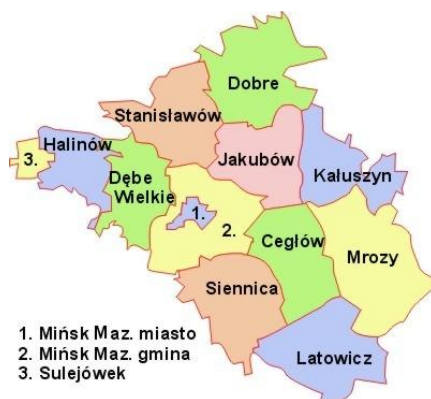 Dobre
Stanisławów
Halinów
3.
Jakubów
Kałuszyn
Dębe
Wielkie
1.
2.
Cegłów
Mrozy
Siennica
Latowicz
1. Mińsk Maz. miasto
2. Mińsk Maz. gmina
3. Sulejówek